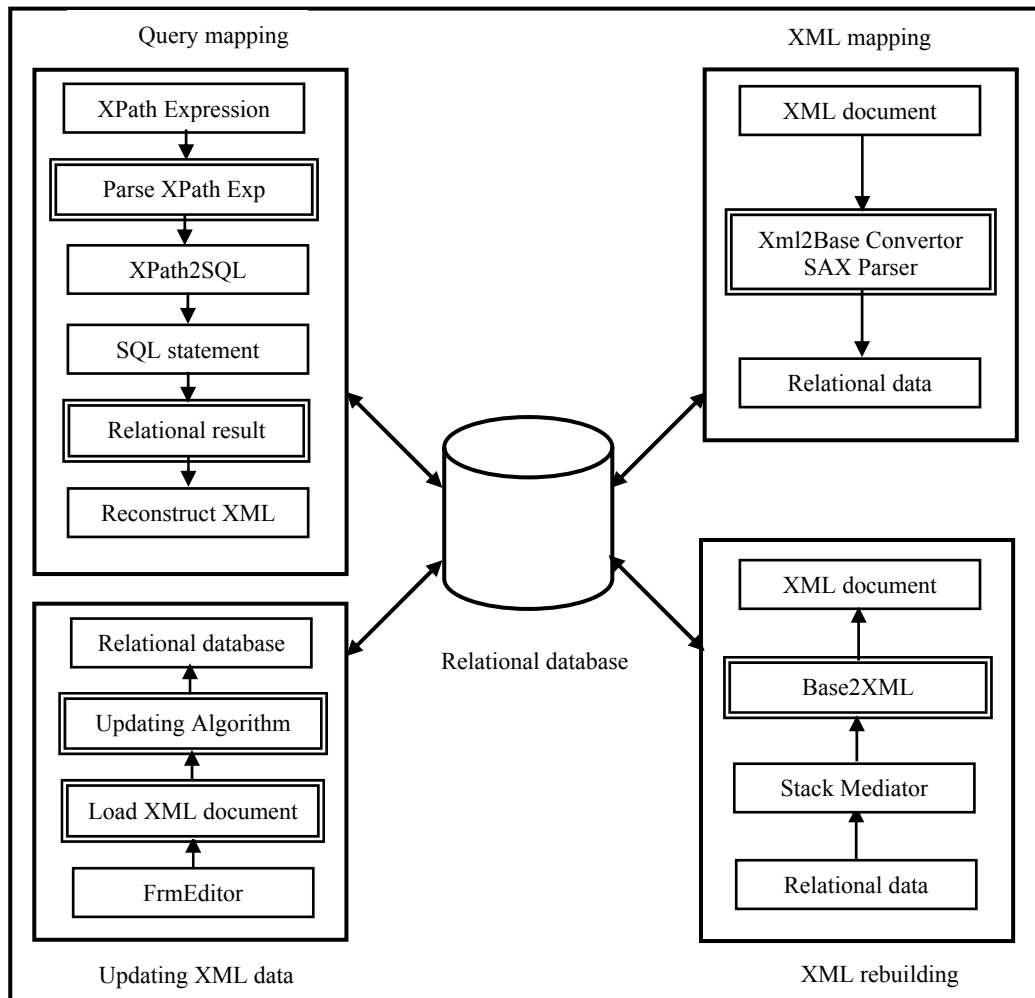 Query mapping
XPath Expression
Parse XPath Exp
XPath2SQL
SQL statement
Relational result
Reconstruct XML
XML mapping
XML document
Xml2Base Convertor
SAX Parser
Relational data
Relational database
Relational database
Updating Algorithm
Load XML document
FrmEditor
Updating XML data
XML document
Base2XML
Stack Mediator
Relational data
XML rebuilding